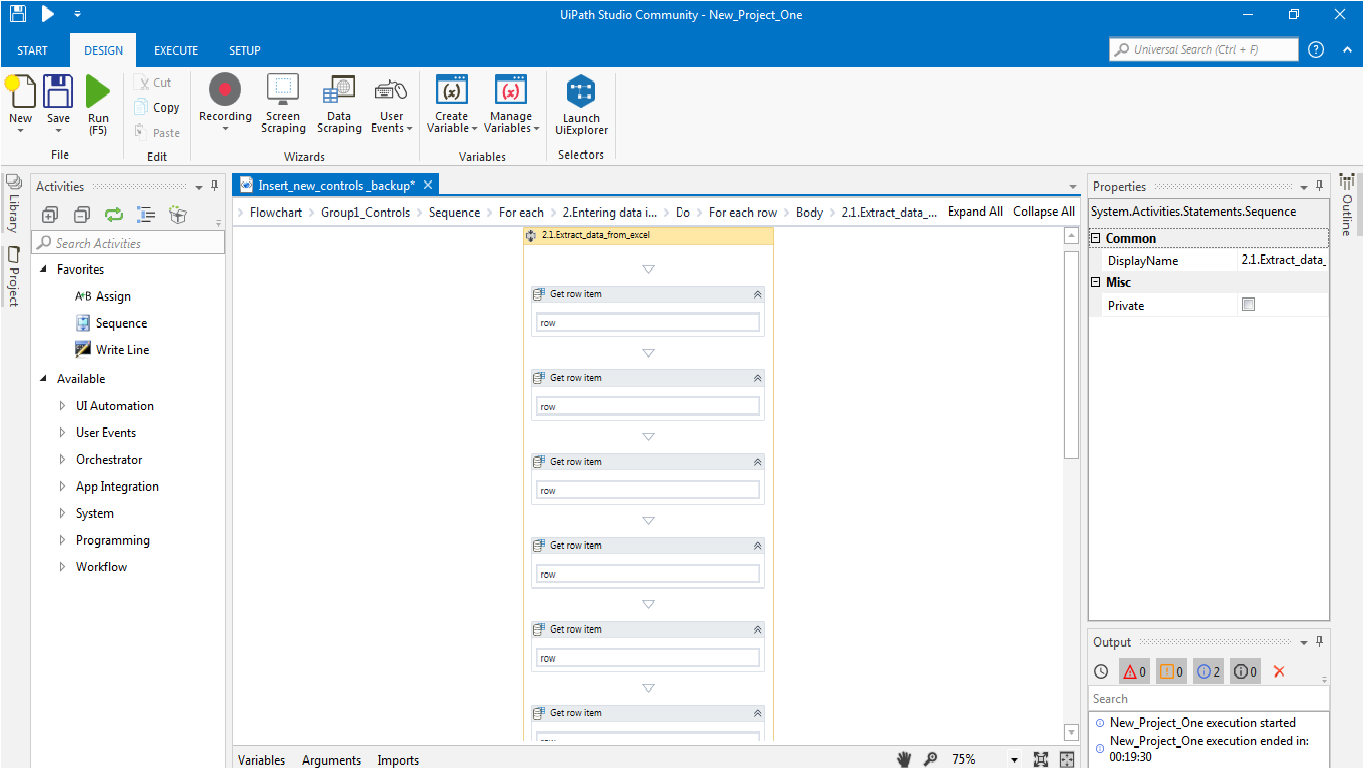 UiPath Studio Community - New_Project_One
START DESIGN EXECUTE SETUP
Universal Search (Ctrl + F)
New Save Run (F5)
Cut
Copy
Paste
Recording Screen Scraping Data Scraping User Events
Create Variable Manage Variables
Launch UiExplorer
File Edit Wizards Variables Selectors
Library
Project
Activities
Search Activities
Favorites
A+B Assign
Sequence
Write Line
Available
UI Automation
User Events
Orchestrator
App Integration
System
Programming
Workflow
Insert_new_controls _backup*
Flowchart Group1_Controls Sequence For each 2.Entering data i... Do For each row Body 2.1.Extract_data_... Expand All Collapse All
2.1.Extract_data_from_excel
Get row item
row
Get row item
row
Get row item
row
Get row item
row
Get row item
row
Get row item
row
Variables Arguments Imports
75%
Properties
System.Activities.Statements.Sequence
Common
DisplayName 2.1.Extract_data_
Misc
Private
Outline
Output
0 0 2 0
Search
New_Project_One execution started
New_Project_One execution ended in:
00:19:30